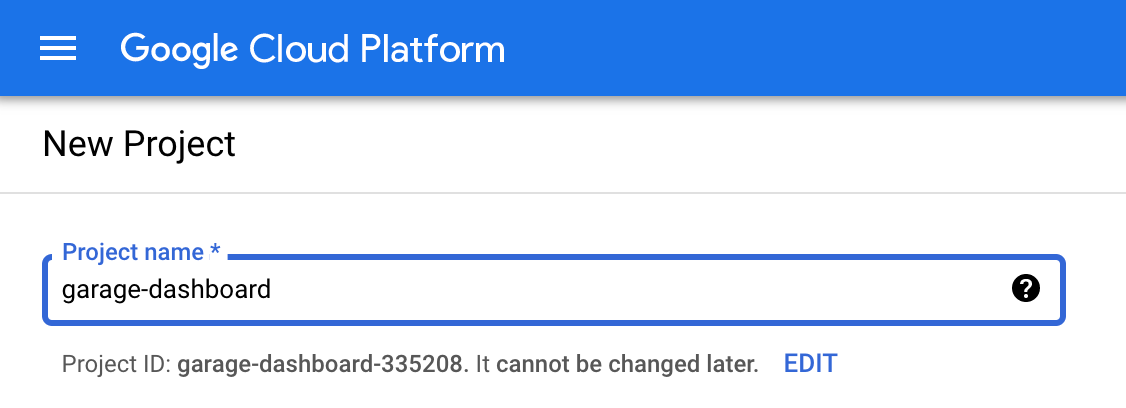 Google Cloud Platform
New Project
Project name *
garage-dashboard
?
Project ID: garage-dashboard-335208. It cannot be changed later. EDIT